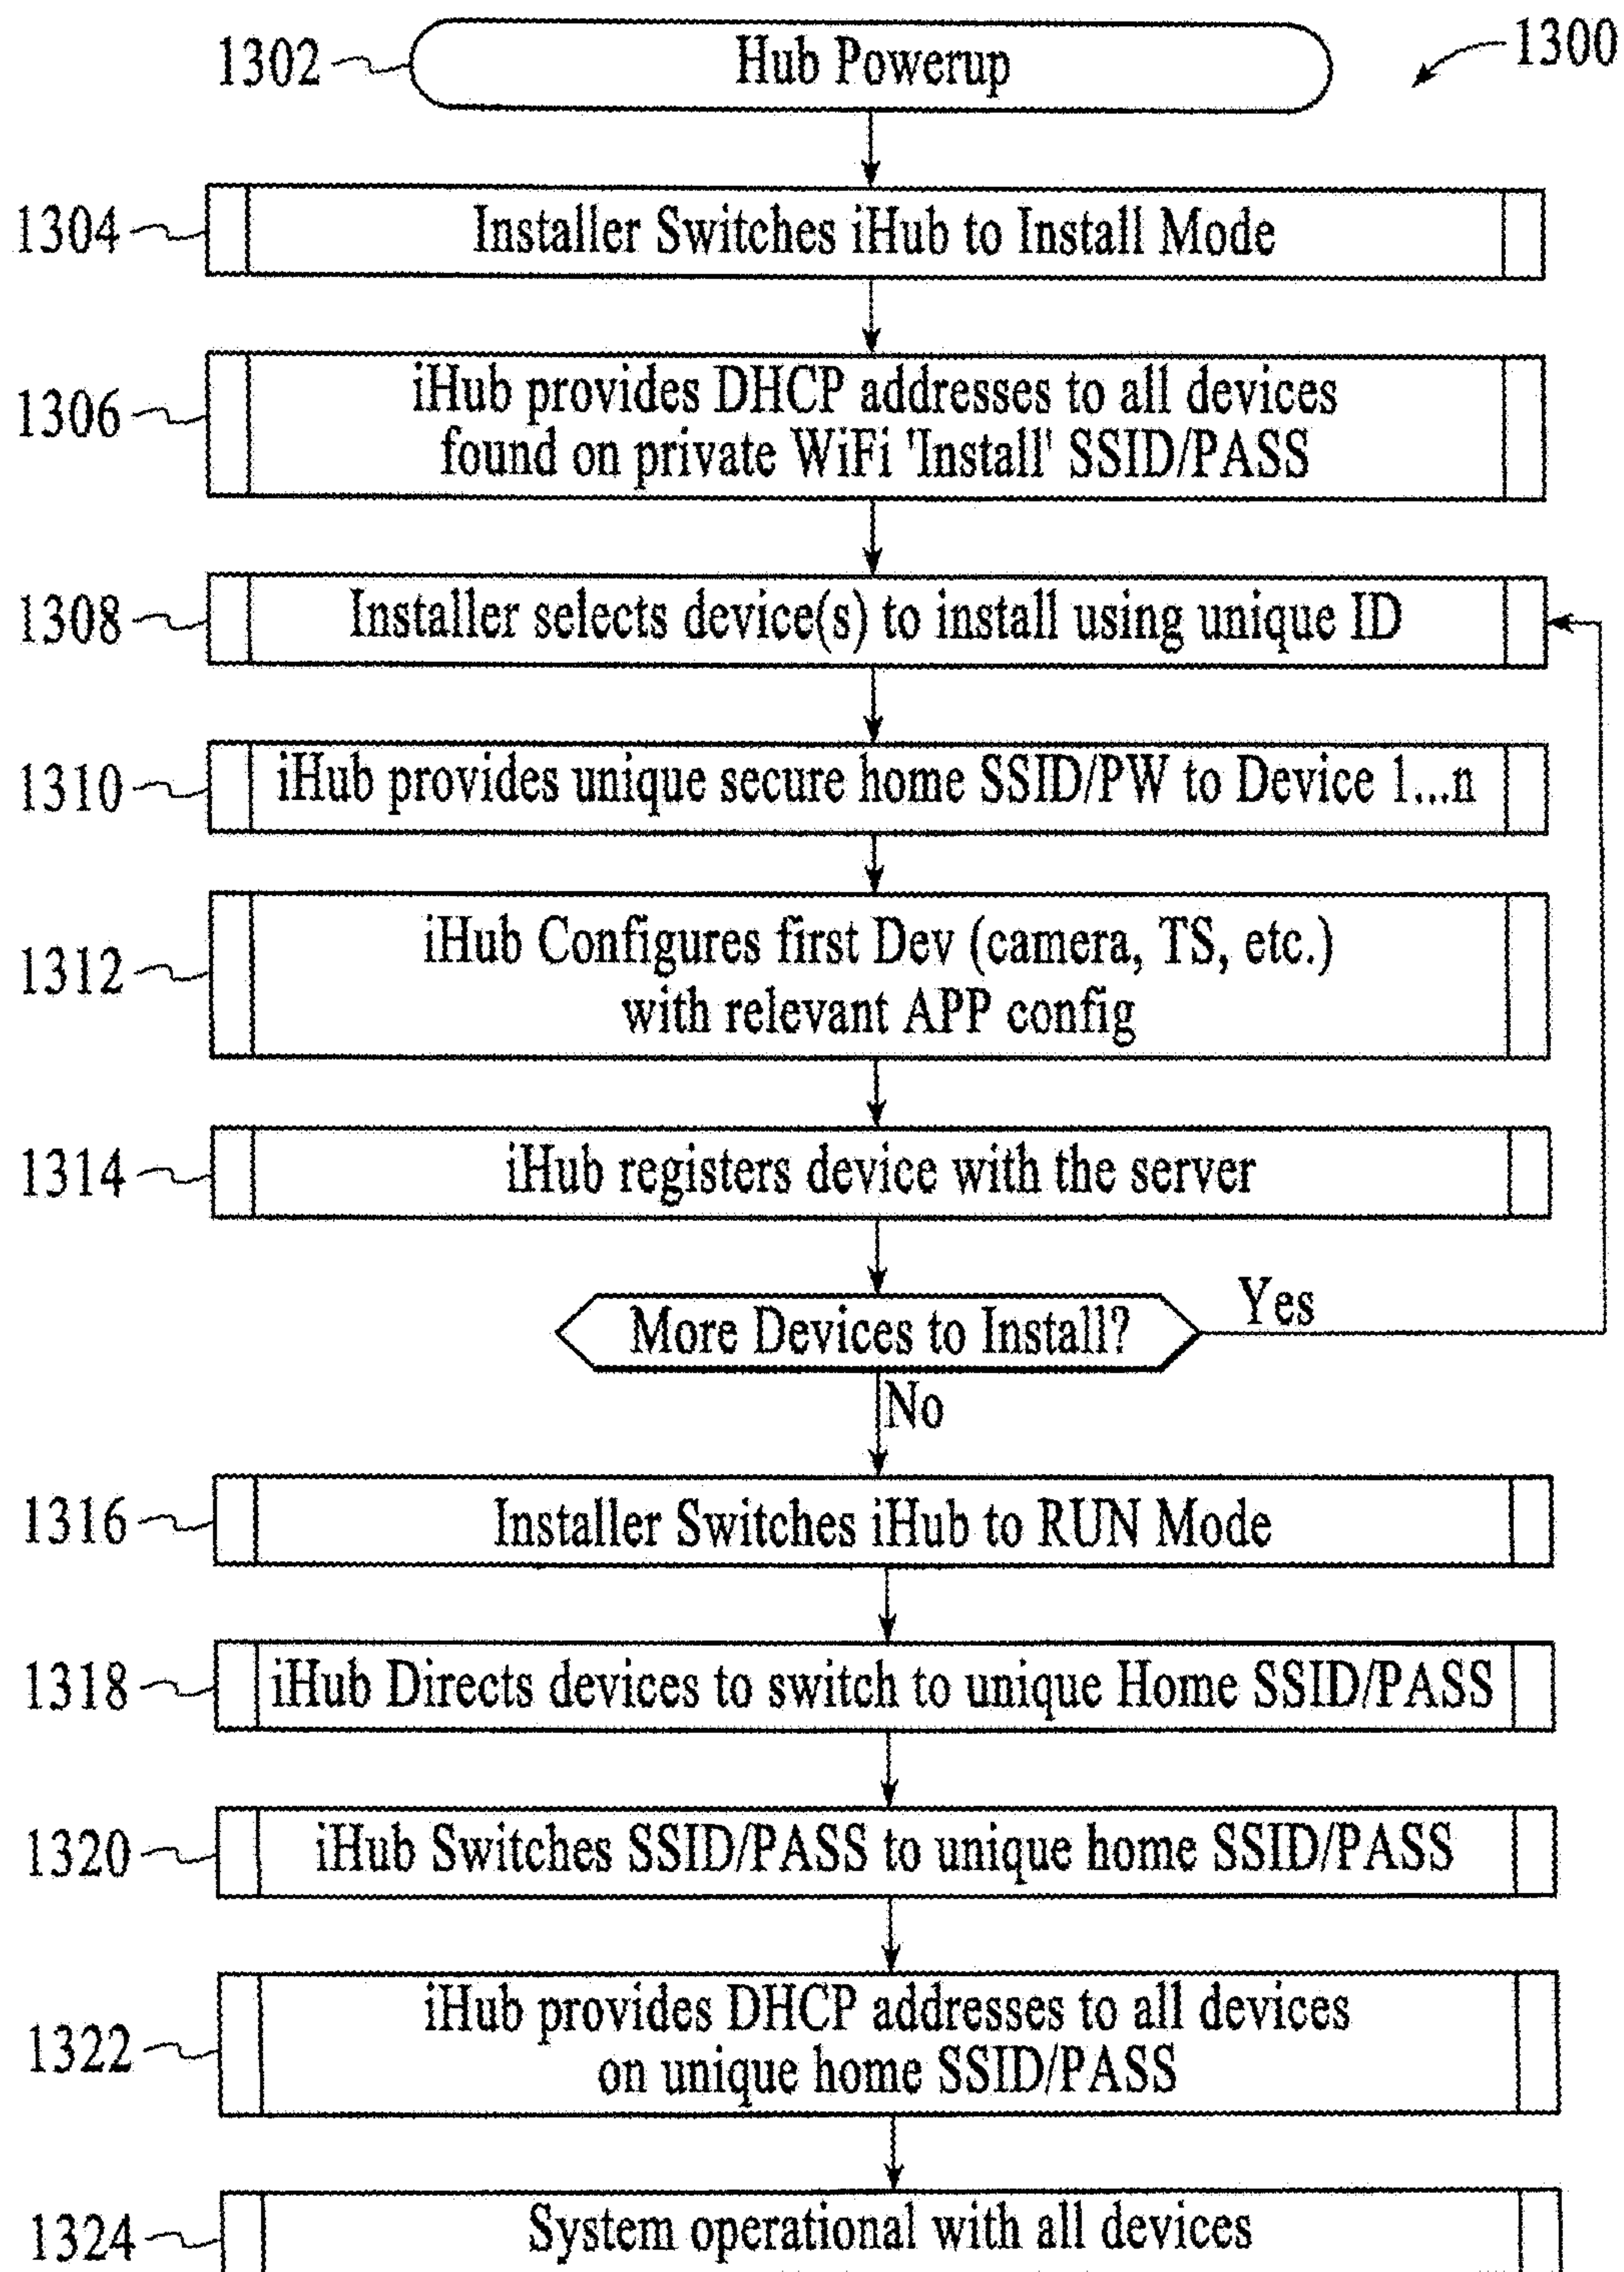 1302
Hub Powerup
1300
1304
Installer Switches iHub to Install Mode
1306
iHub provides DHCP addresses to all devices
found on private WiFi 'Install' SSID/PASS
1308
Installer selects device(s) to install using unique ID
1310
iHub provides unique secure home SSID/PW to Device 1...n
1312
iHub Configures first Dev (camera, TS, etc.)
with relevant APP config
1314
iHub registers device with the server
More Devices to Install?
Yes
No
1316
Installer Switches iHub to RUN Mode
1318
iHub Directs devices to switch to unique Home SSID/PASS
1320
iHub Switches SSID/PASS to unique home SSID/PASS
1322
iHub provides DHCP addresses to all devices
on unique home SSID/PASS
1324
System operational with all devices